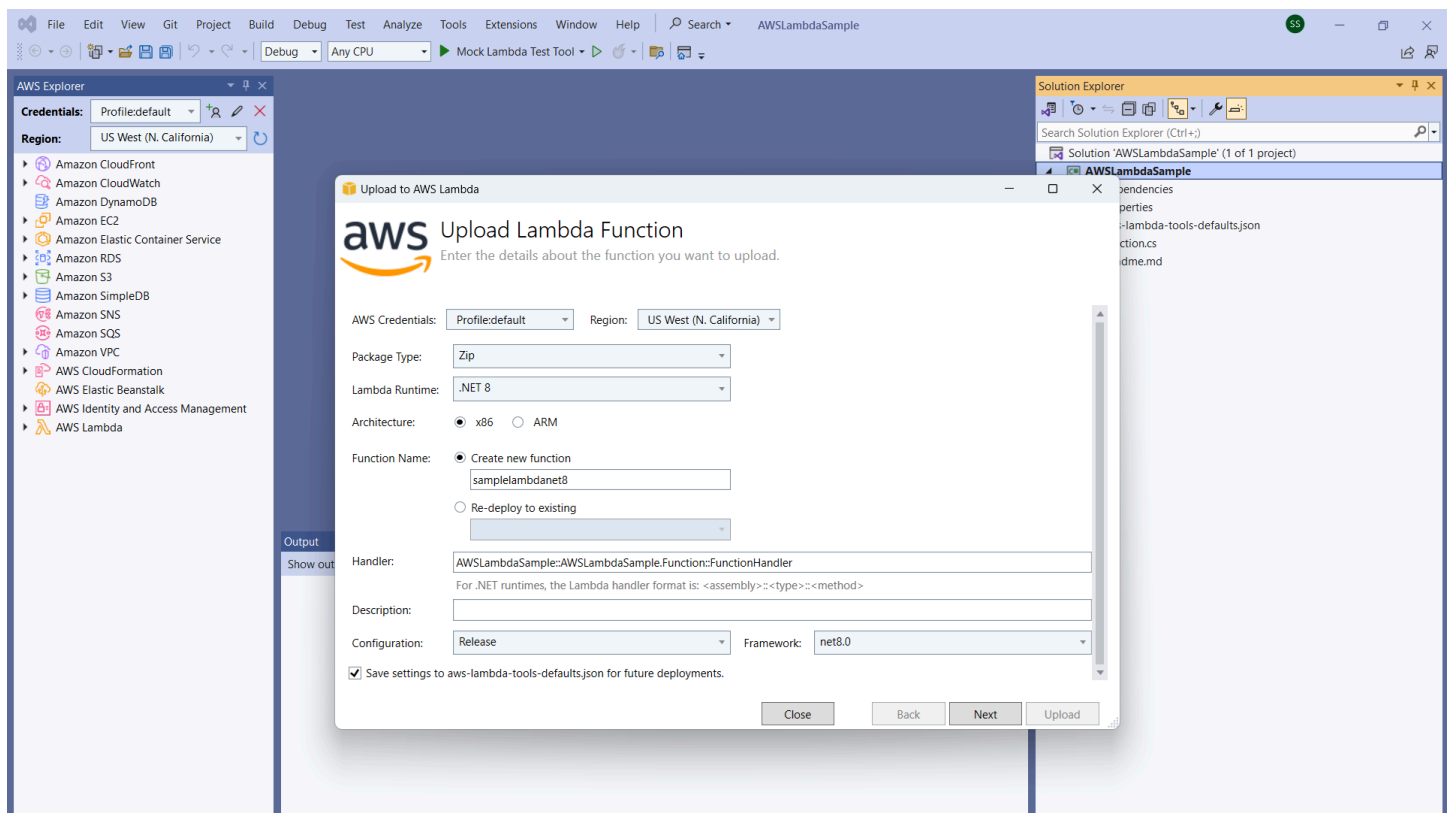 File Edit View Git Project Build Debug Test Analyze Tools Extensions Window Help Search AWSLambdaSample SS
Debug Any CPU Mock Lambda Test Tool
AWS Explorer
Credentials: Profile:default
Region: US West (N. California)
Amazon CloudFront
Amazon CloudWatch
Amazon DynamoDB
Amazon EC2
Amazon Elastic Container Service
Amazon RDS
Amazon S3
Amazon SimpleDB
Amazon SNS
Amazon SQS
Amazon VPC
AWS CloudFormation
AWS Elastic Beanstalk
AWS Identity and Access Management
AWS Lambda
Output
Show out
Upload to AWS Lambda
aws
Upload Lambda Function
Enter the details about the function you want to upload.
AWS Credentials: Profile:default Region: US West (N. California)
Package Type: Zip
Lambda Runtime: .NET 8
Architecture: x86 ARM
Function Name: Create new function
samplelambdanet8
Re-deploy to existing
Handler: AWSLambdaSample::AWSLambdaSample.Function::FunctionHandler
For .NET runtimes, the Lambda handler format is: <assembly>::<type>::<method>
Description:
Configuration: Release Framework: net8.0
Save settings to aws-lambda-tools-defaults.json for future deployments.
Close Back Next Upload
Solution Explorer
Search Solution Explorer (Ctrl+;)
Solution 'AWSLambdaSample' (1 of 1 project)
C# AWSLambdaSample
pendencies
perties
s-lambda-tools-defaults.json
ction.cs
dme.md